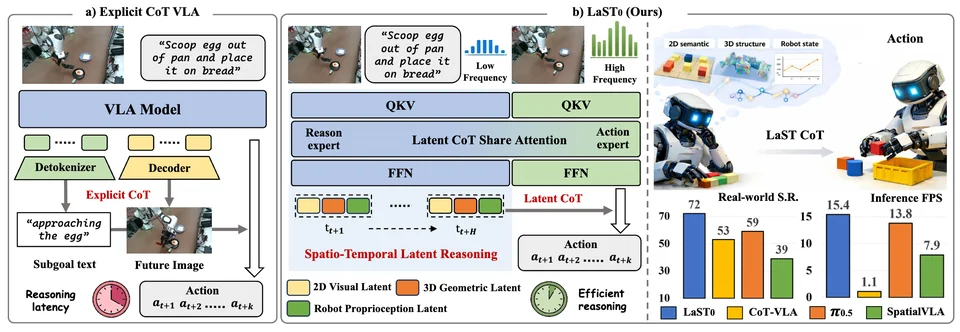 a) Explicit CoT VLA
"Scoop egg out
of pan and place
it on bread"
VLA Model
Detokenizer
Decoder
Explicit CoT
"approaching
the egg"
Subgoal text
Future Image
Reasoning
latency
Action
a_{t+1} a_{t+2} ..... a_{t+k}
b) LaST₀ (Ours)
"Scoop egg
out of pan
and place
it on
bread"
Low
Frequency
High
Frequency
QKV
QKV
Reason
expert
Latent CoT Share Attention
Action
expert
FFN
FFN
t_{t+1}
t_{t+H}
Latent CoT
Spatio-Temporal Latent Reasoning
Action
a_{t+1} a_{t+2} ..... a_{t+k}
2D Visual Latent
3D Geometric Latent
Robot Proprioception Latent
Efficient
reasoning
2D semantic
3D structure
Robot state
Action
LaST CoT
Real-world S.R.
70
50
30
10
72
53
59
39
Inference FPS
15
10
5
0
15.4
1.1
13.8
7.9
LaST₀
CoT-VLA
π₀.₅
SpatialVLA